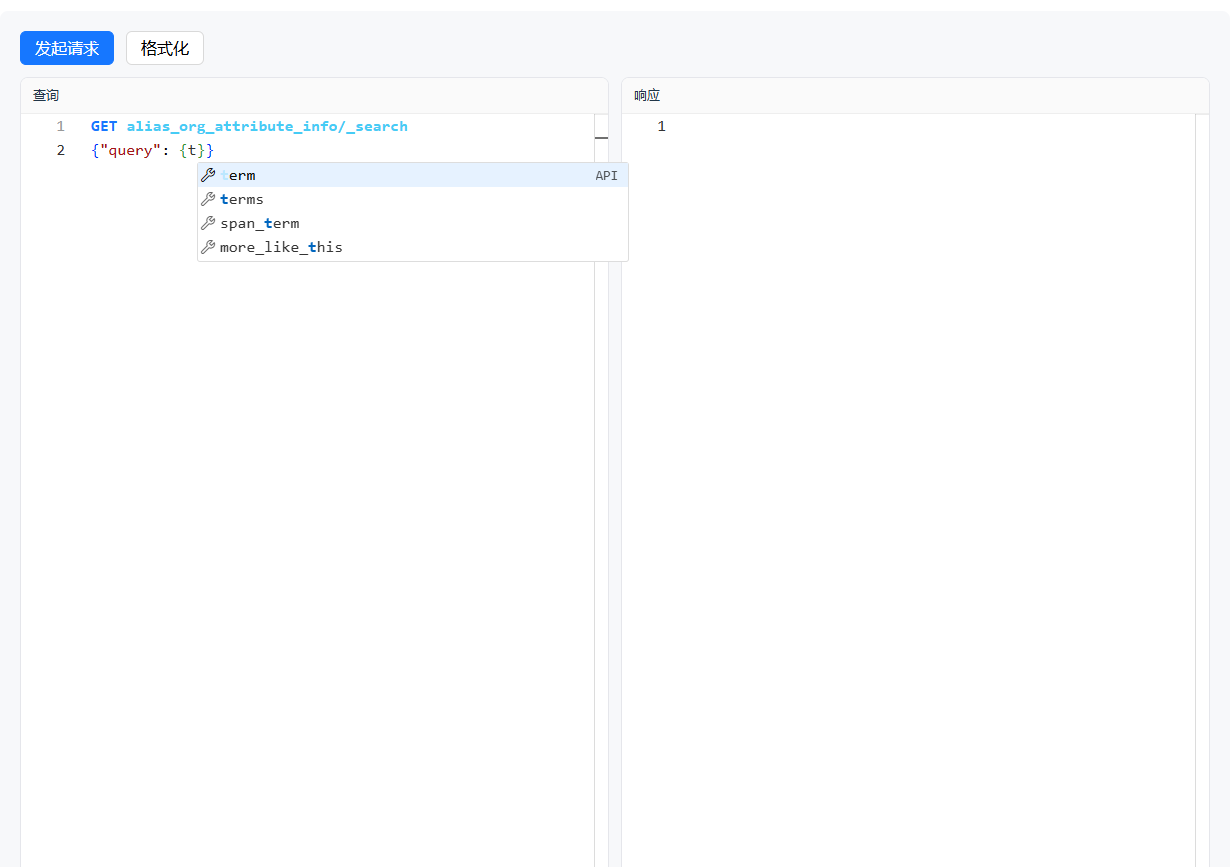 发起请求 格式化
查询
1 GET alias_org_attribute_info/_search
2 {"query": {t}}
term API
terms
span_term
more_like_this
响应
1